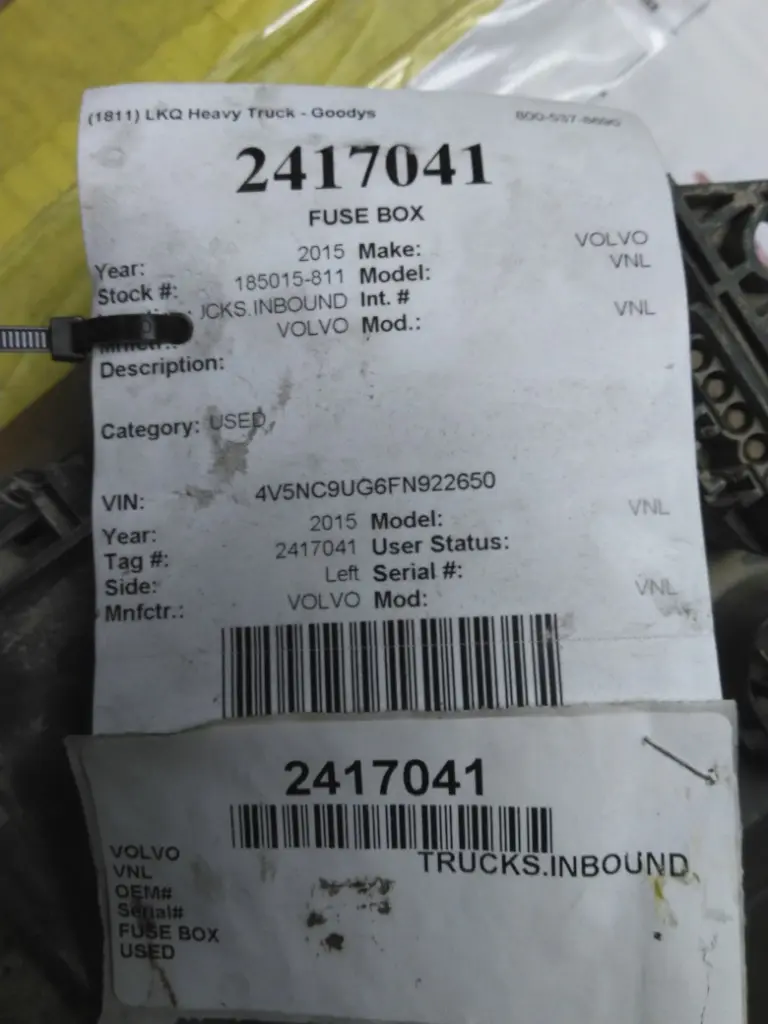 (1811) LKQ Heavy Truck - Goodys
2417041
FUSE BOX
Year: 2015 Make: VOLVO
Stock #: 185015-811 Model: VNL
JCKS.INBOUND Int. #
Mnfctr.: VOLVO Mod.: VNL
Description:
Category: USED
VIN: 4V5NC9UG6FN922650
Year: 2015 Model: VNL
Tag #: 2417041 User Status:
Side: Left Serial #:
Mnfctr.: VOLVO Mod: VNL
2417041
TRUCKS.INBOUND
VOLVO
VNL
OEM#
Serial#
FUSE BOX
USED